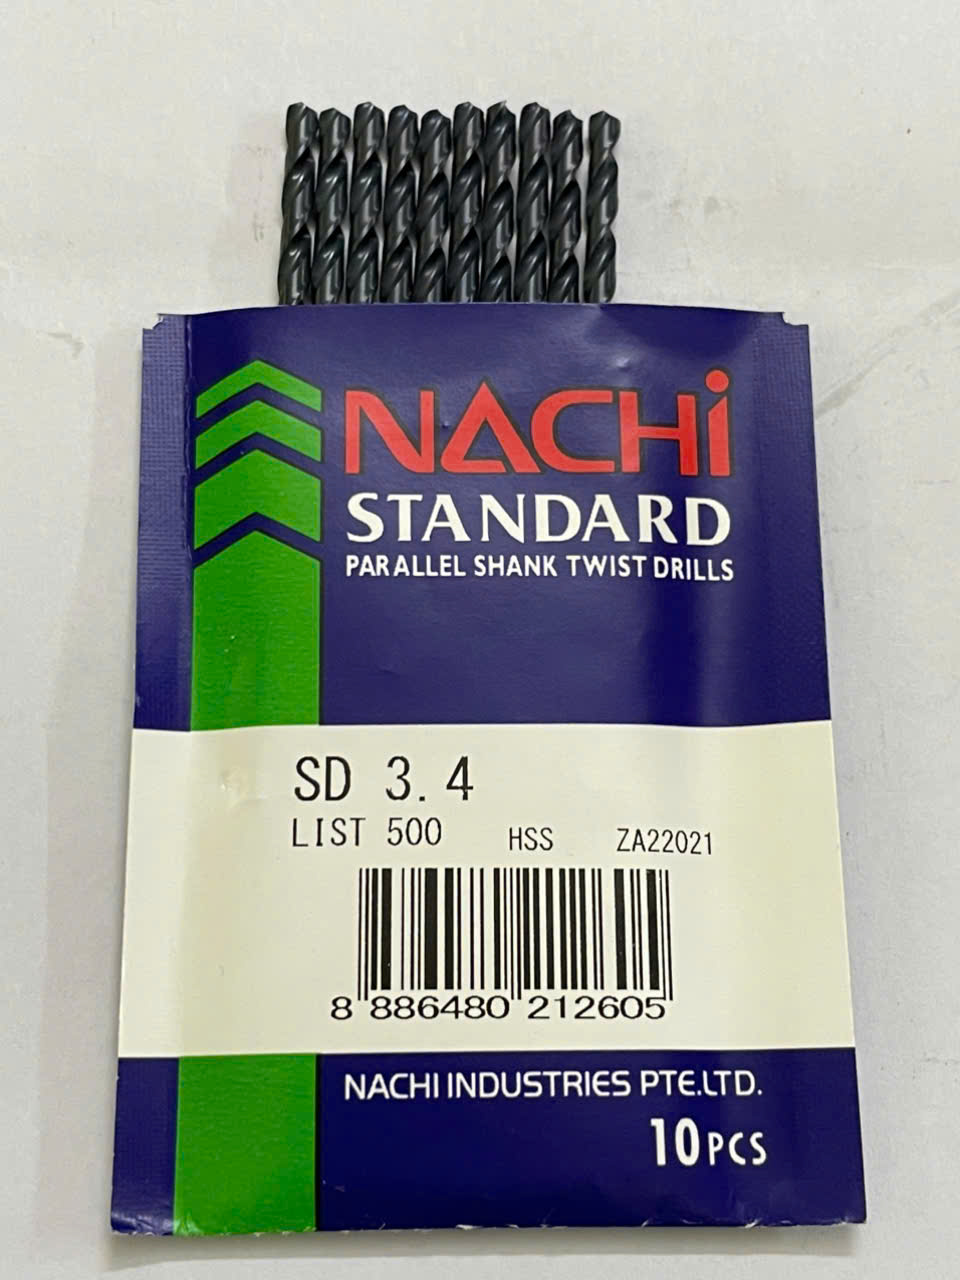 NACHi
STANDARD
PARALLEL SHANK TWIST DRILLS
SD 3.4
LIST 500 HSS ZA22021
8 886480 212605
NACHI INDUSTRIES PTE.LTD.
10PCS